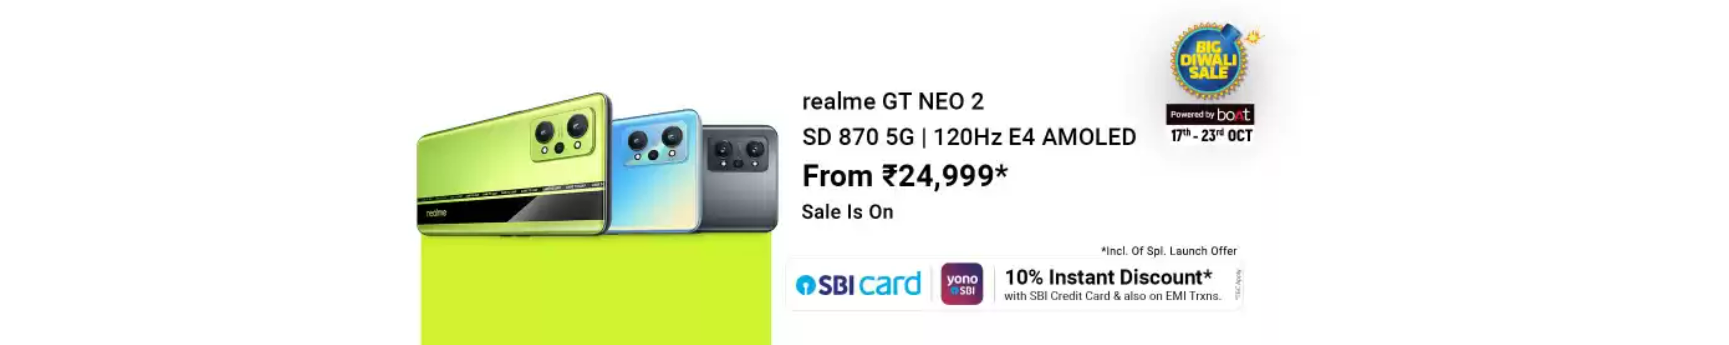 realme GT NEO 2
SD 870 5G | 120Hz E4 AMOLED
From ₹24,999*
Sale Is On
BIG
DIWALI
SALE
Powered by boAt
17th - 23rd OCT
realme
*Incl. Of Spl. Launch Offer
SBI card
yono
SBI
10% Instant Discount*
with SBI Credit Card & also on EMI Trxns.